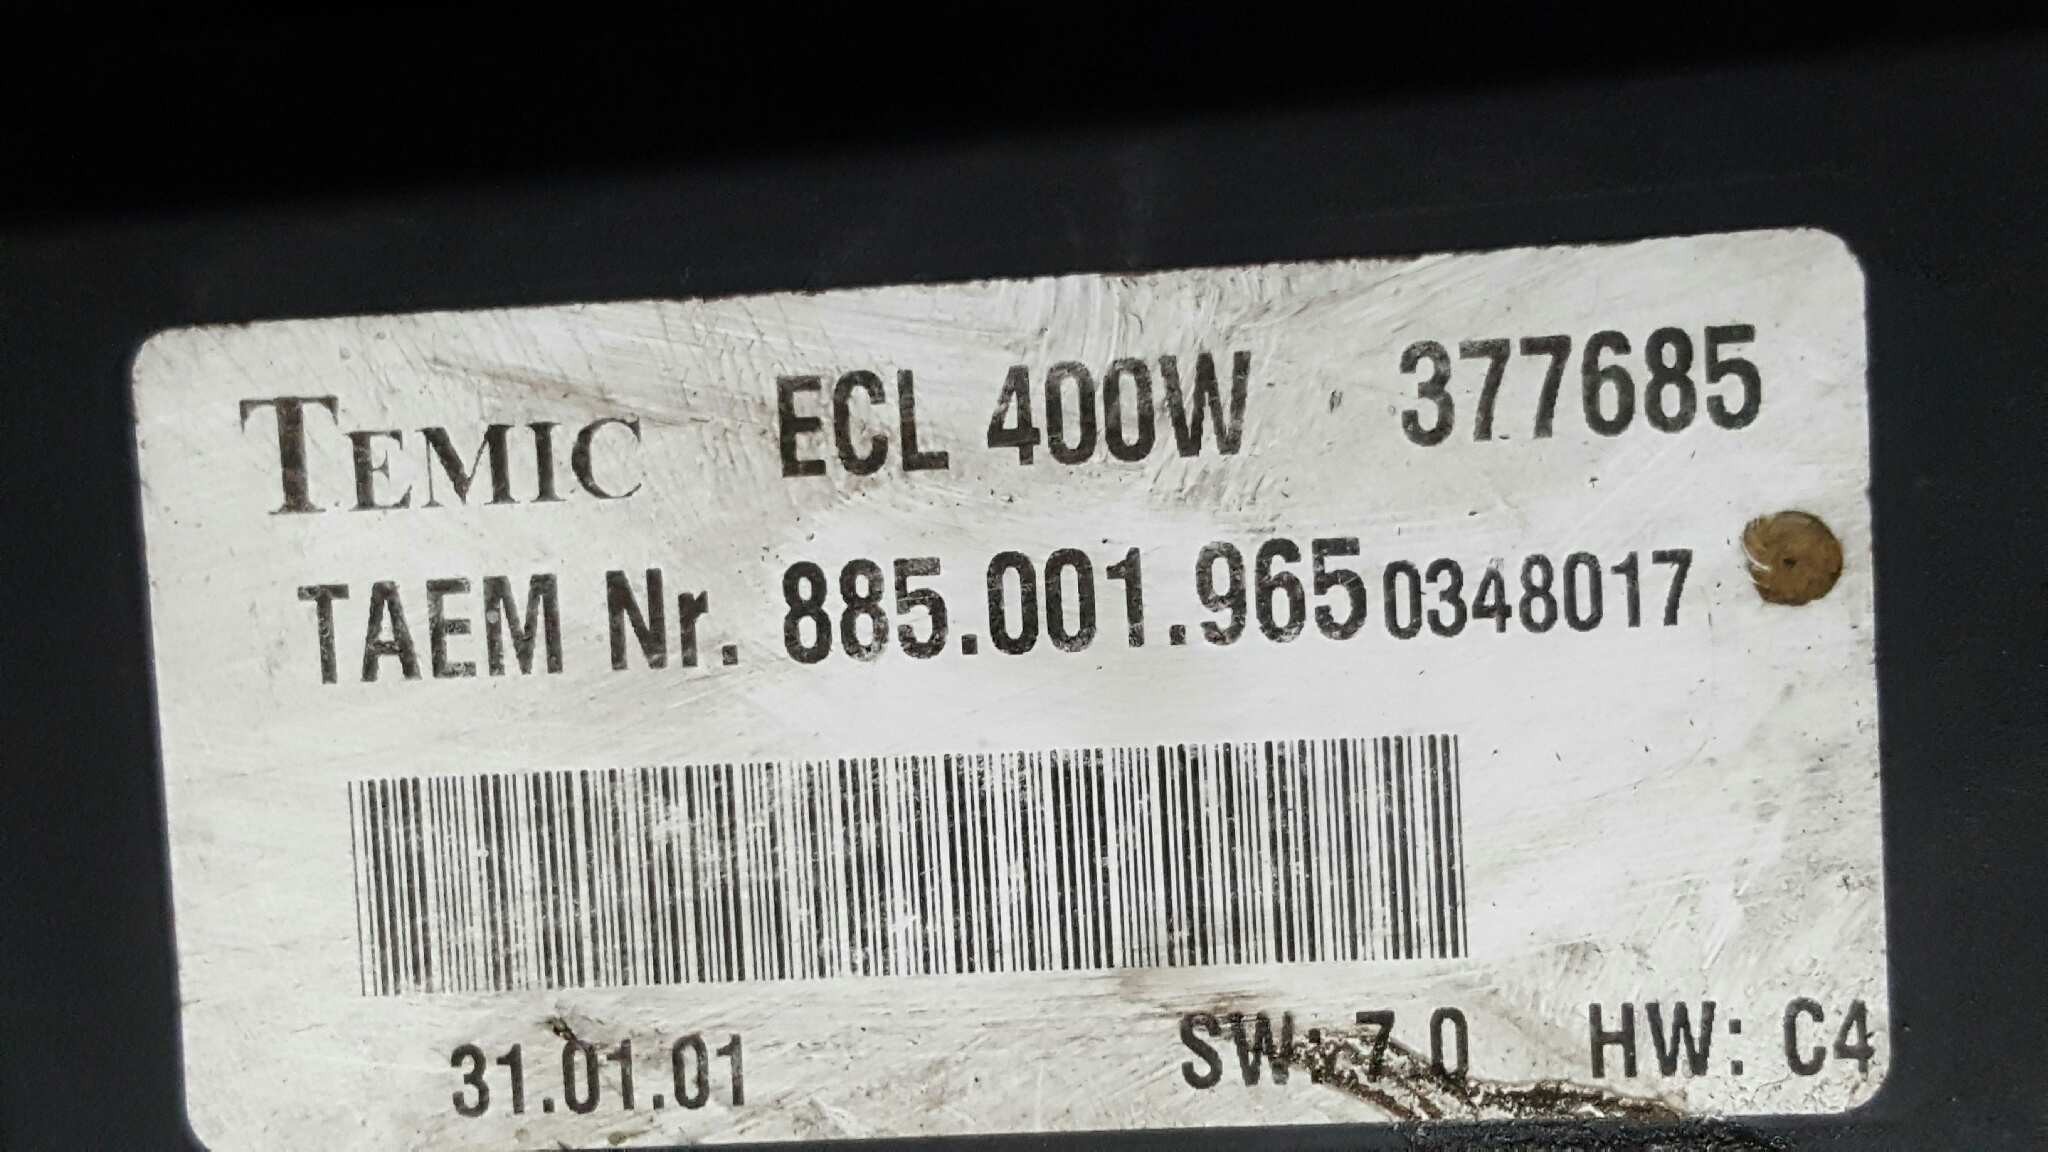 TEMIC ECL 400W 377685
TAEM Nr. 885.001.965 0348017
31.01.01 SW: 7 0 HW: C4